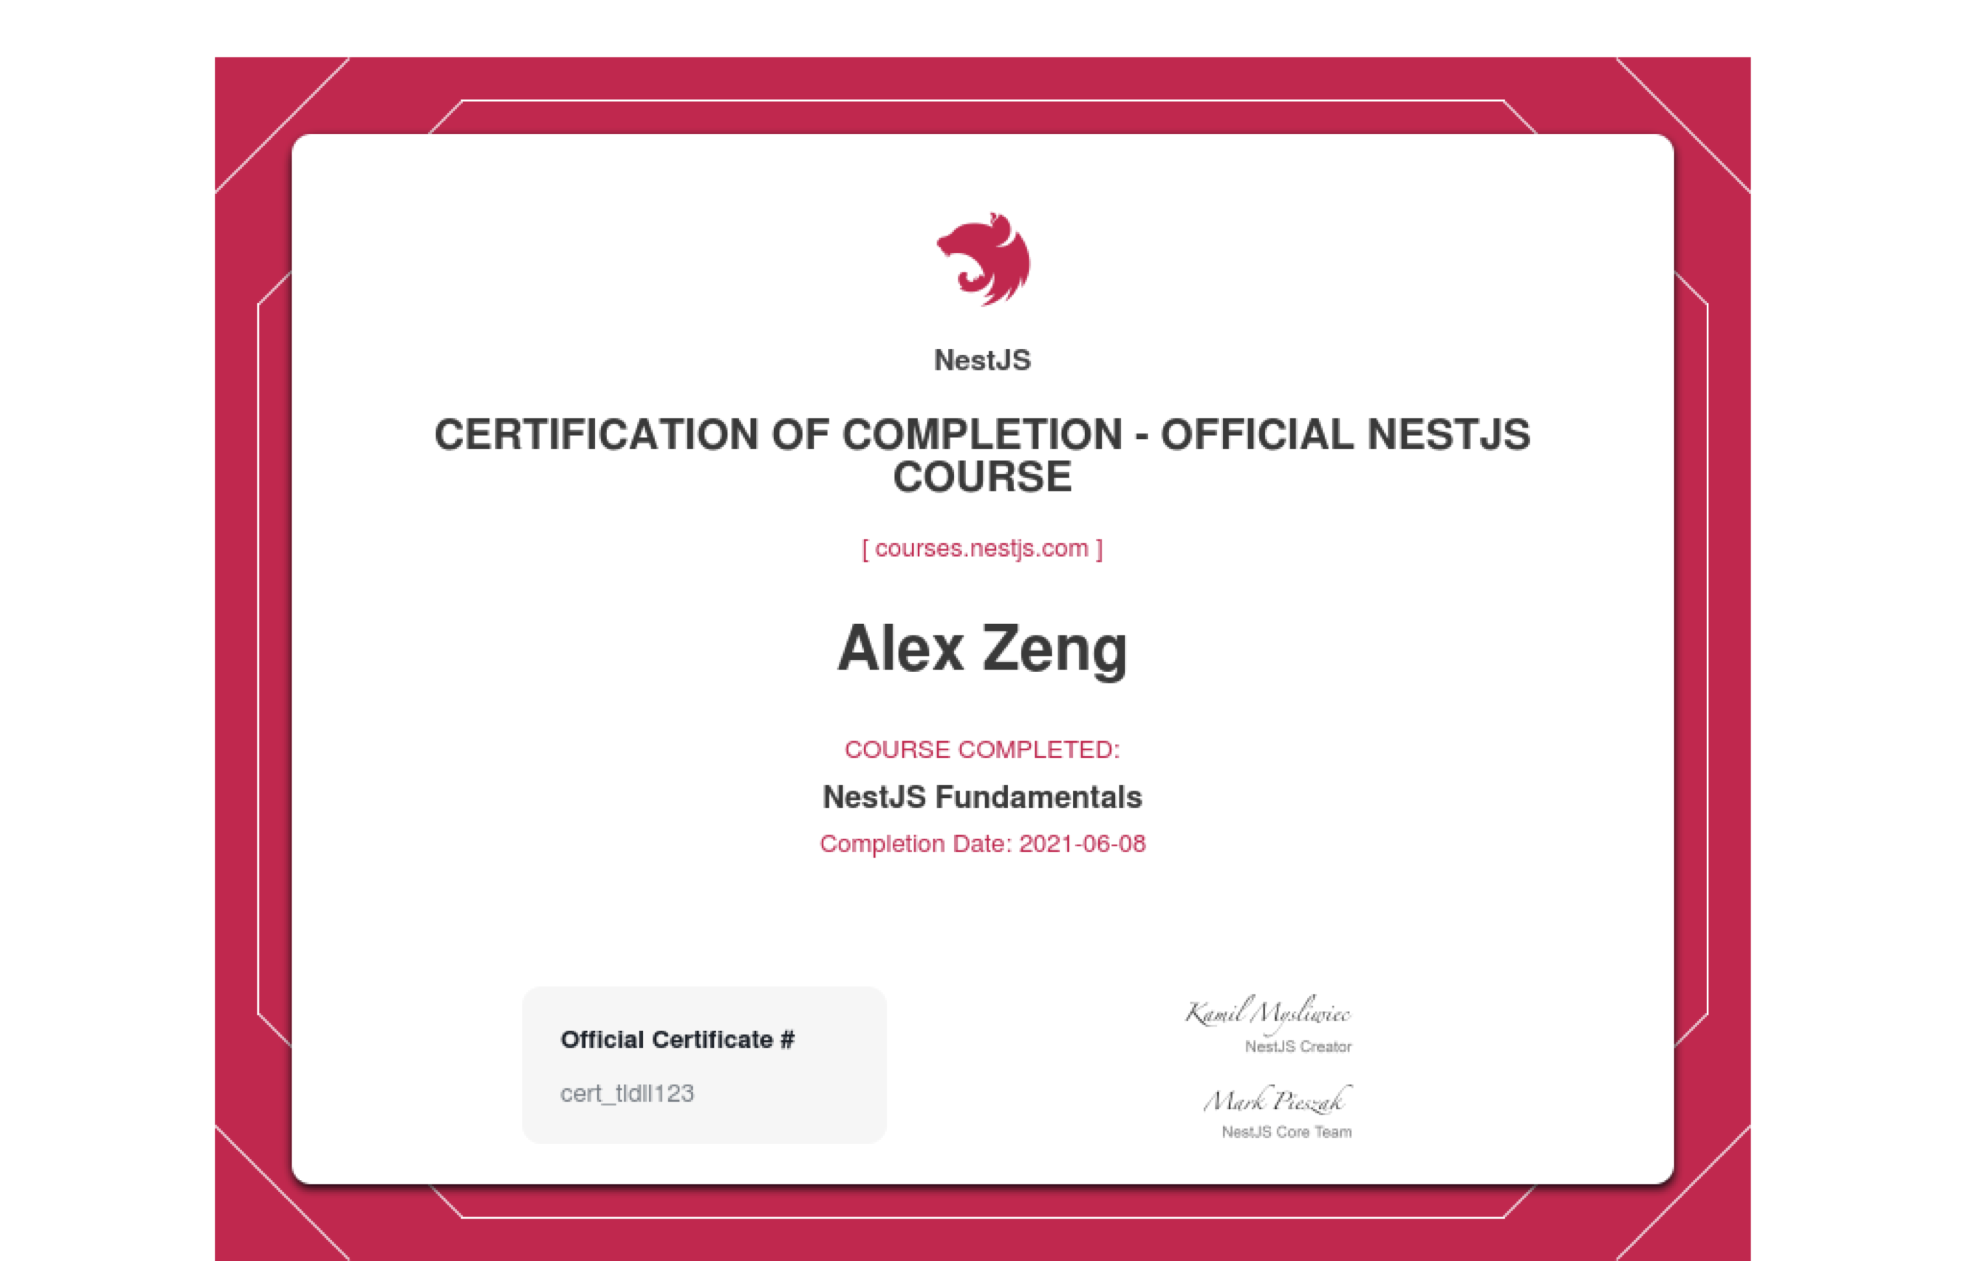 NestJS
CERTIFICATION OF COMPLETION - OFFICIAL NESTJS
COURSE
[ courses.nestjs.com ]
Alex Zeng
COURSE COMPLETED:
NestJS Fundamentals
Completion Date: 2021-06-08
Official Certificate #
cert_tldll123
Kamil Mysliwiec
NestJS Creator
Mark Pieszak
NestJS Core Team